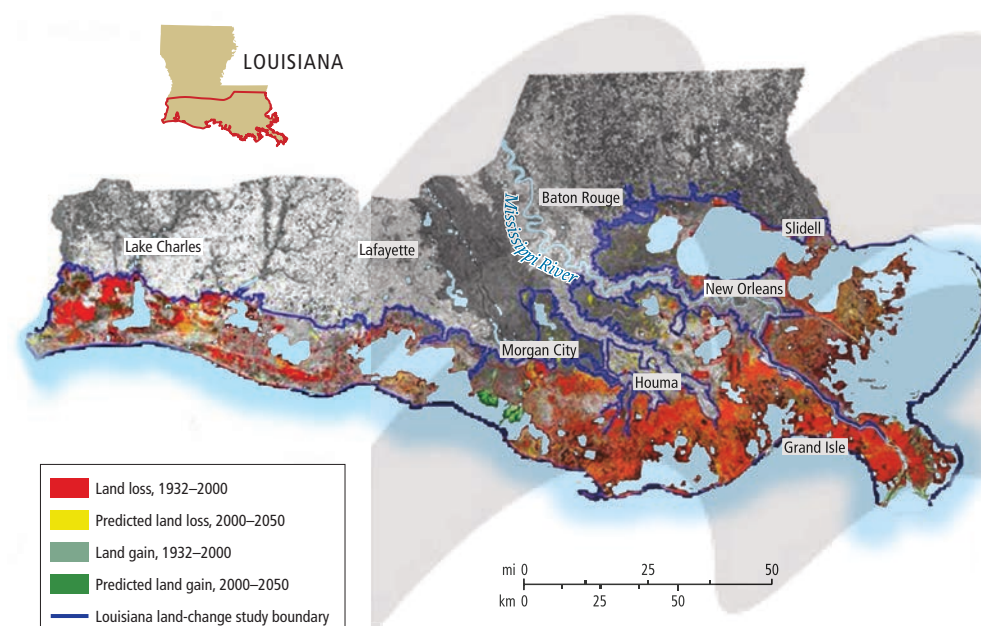 LOUISIANA
Baton Rouge
Mississippi River
Slidell
Lake Charles
Lafayette
New Orleans
Morgan City
Houma
Grand Isle
Land loss, 1932–2000
Predicted land loss, 2000–2050
Land gain, 1932–2000
Predicted land gain, 2000–2050
Louisiana land-change study boundary
mi 0 25 50
km 0 25 50